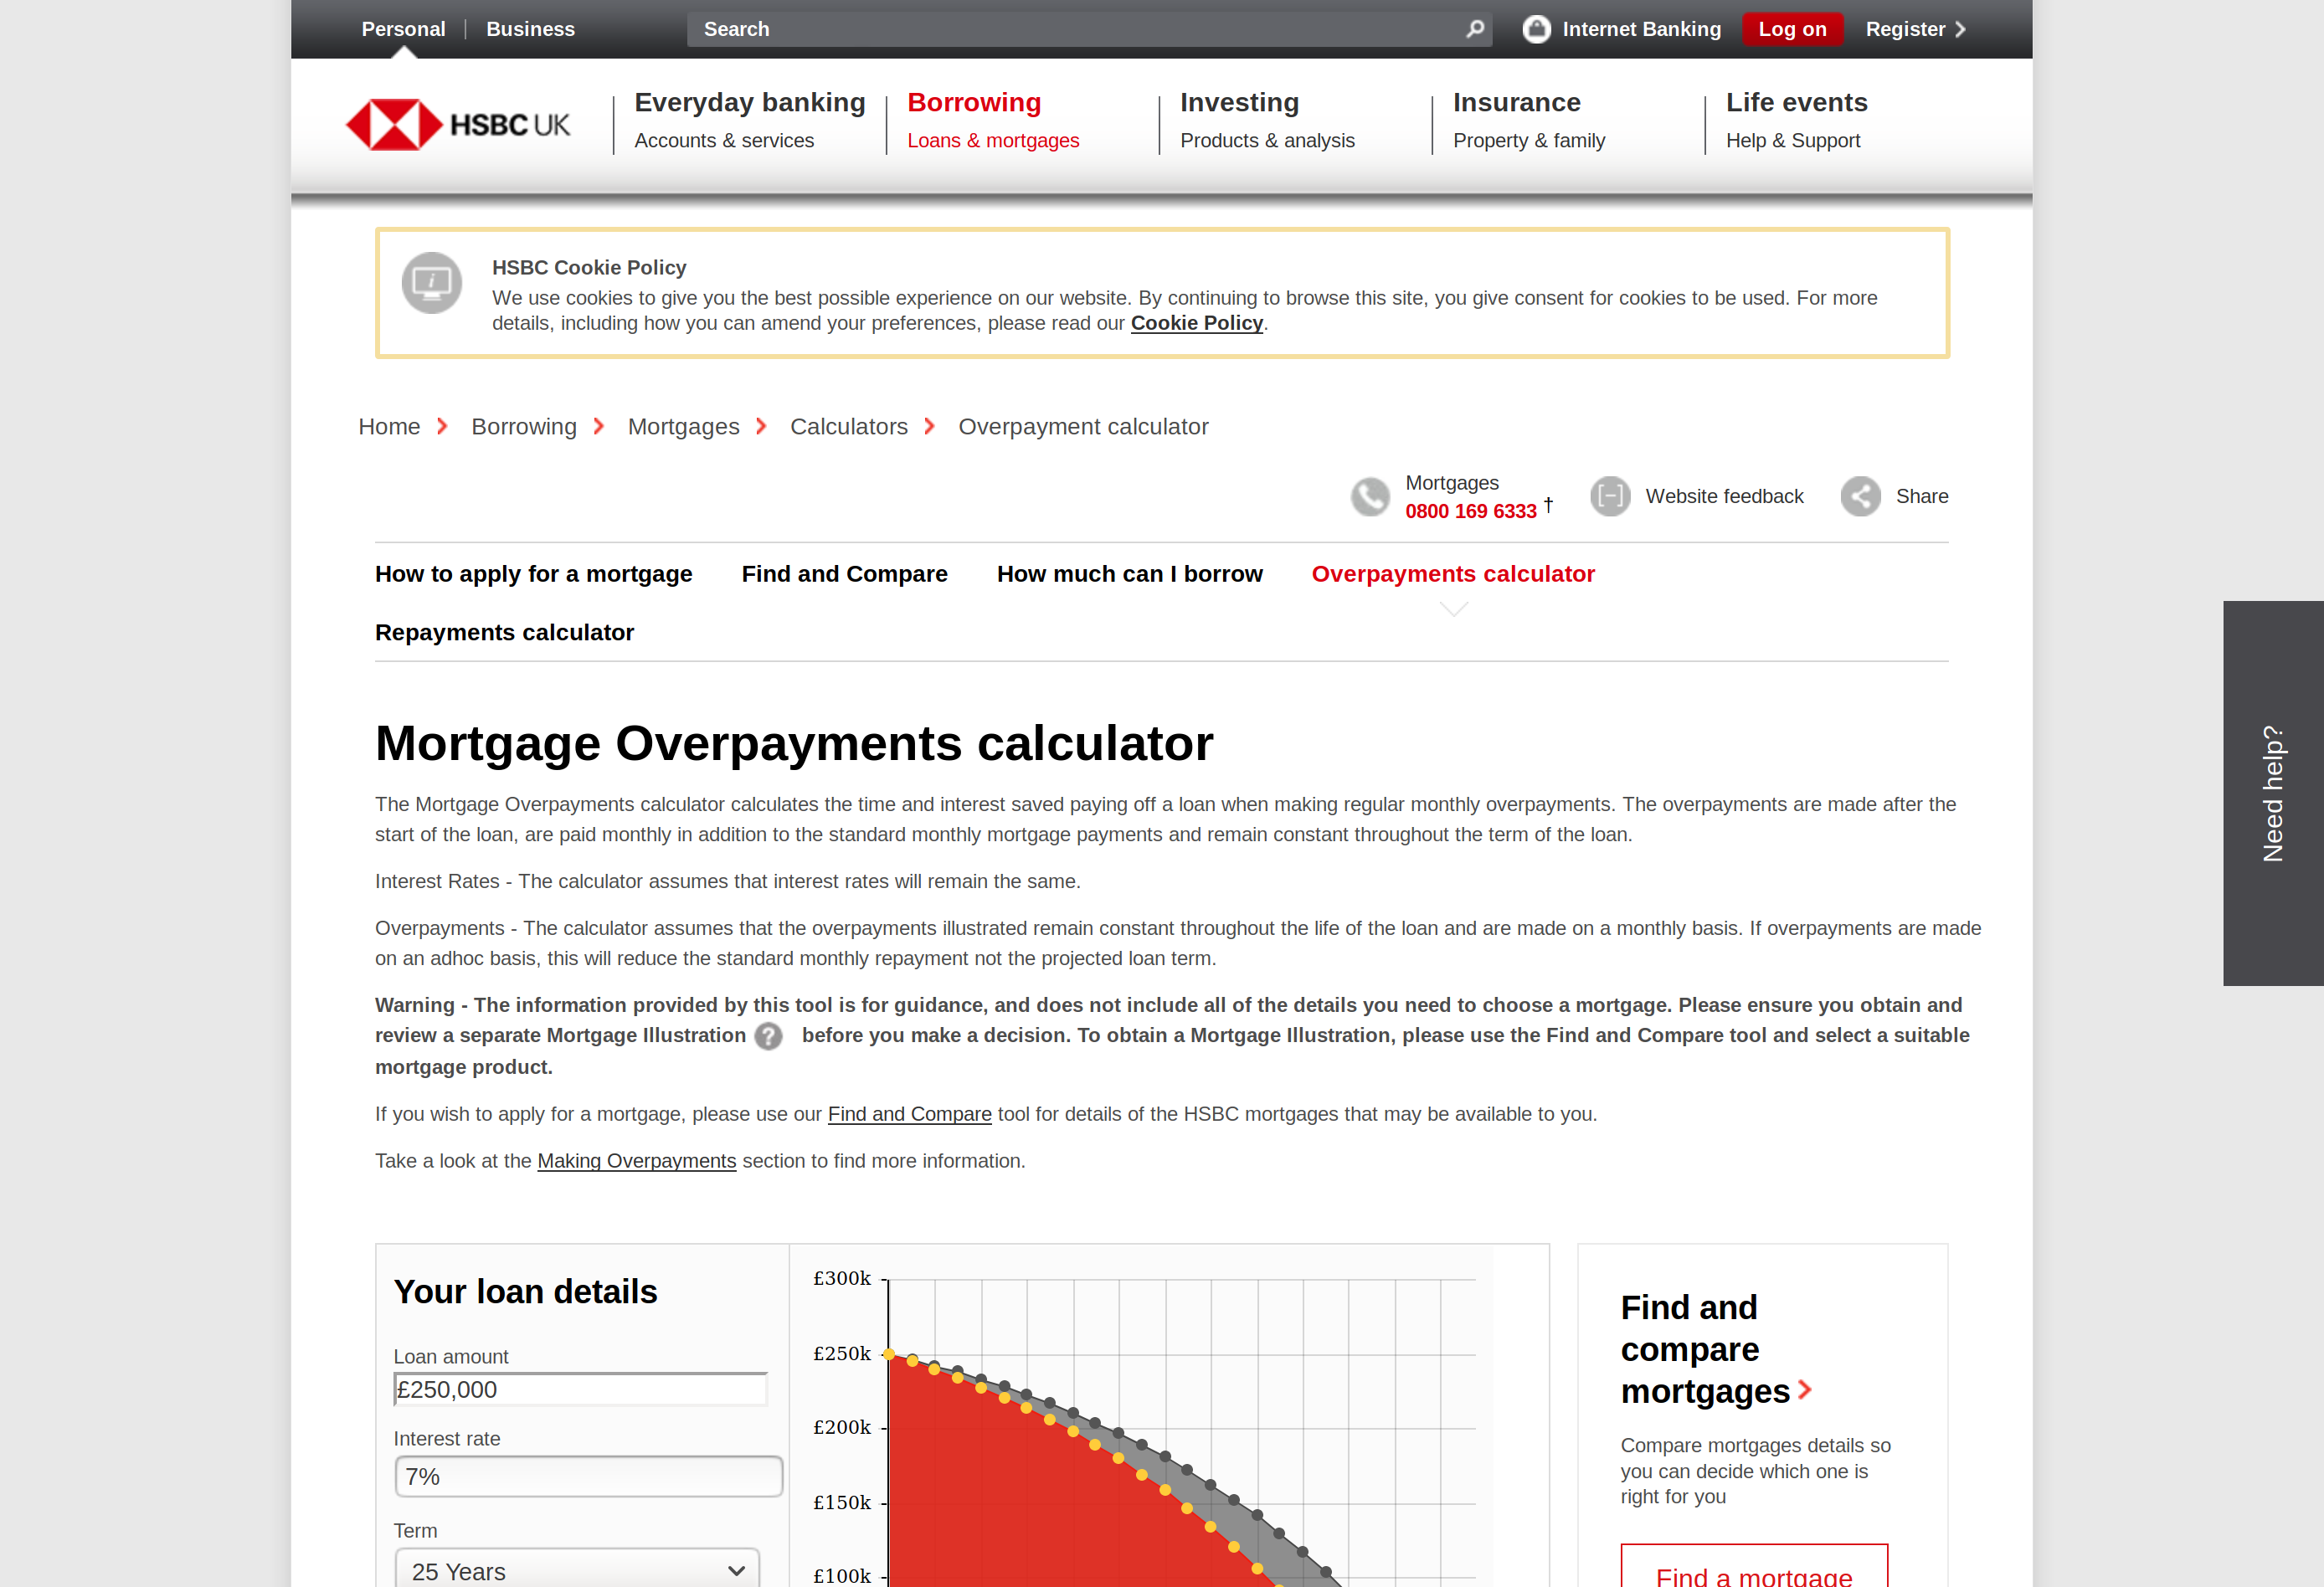 Personal
Business
Search
Internet Banking
Log on
Register
HSBC UK
Everyday banking
Accounts & services
Borrowing
Loans & mortgages
Investing
Products & analysis
Insurance
Property & family
Life events
Help & Support
HSBC Cookie Policy
We use cookies to give you the best possible experience on our website. By continuing to browse this site, you give consent for cookies to be used. For more
details, including how you can amend your preferences, please read our Cookie Policy.
Home
Borrowing
Mortgages
Calculators
Overpayment calculator
Mortgages
0800 169 6333 †
Website feedback
Share
How to apply for a mortgage
Find and Compare
How much can I borrow
Overpayments calculator
Repayments calculator
Need help?
Mortgage Overpayments calculator
The Mortgage Overpayments calculator calculates the time and interest saved paying off a loan when making regular monthly overpayments. The overpayments are made after the
start of the loan, are paid monthly in addition to the standard monthly mortgage payments and remain constant throughout the term of the loan.
Interest Rates - The calculator assumes that interest rates will remain the same.
Overpayments - The calculator assumes that the overpayments illustrated remain constant throughout the life of the loan and are made on a monthly basis. If overpayments are made
on an adhoc basis, this will reduce the standard monthly repayment not the projected loan term.
Warning - The information provided by this tool is for guidance, and does not include all of the details you need to choose a mortgage. Please ensure you obtain and
review a separate Mortgage Illustration ? before you make a decision. To obtain a Mortgage Illustration, please use the Find and Compare tool and select a suitable
mortgage product.
If you wish to apply for a mortgage, please use our Find and Compare tool for details of the HSBC mortgages that may be available to you.
Take a look at the Making Overpayments section to find more information.
Your loan details
Loan amount
£250,000
Interest rate
7%
Term
25 Years
£300k
£250k
£200k
£150k
£100k
Find and
compare
mortgages
Compare mortgages details so
you can decide which one is
right for you
Find a mortgage